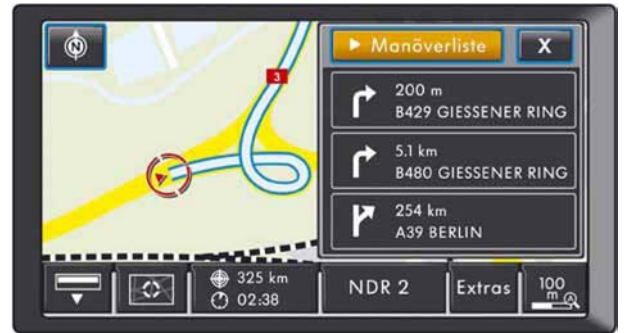 N
Manöverliste
X
3
200 m
B429 GIESSENER RING
5.1 km
B480 GIESSENER RING
254 km
A39 BERLIN
325 km
02:38
NDR 2
Extras
100
m
A